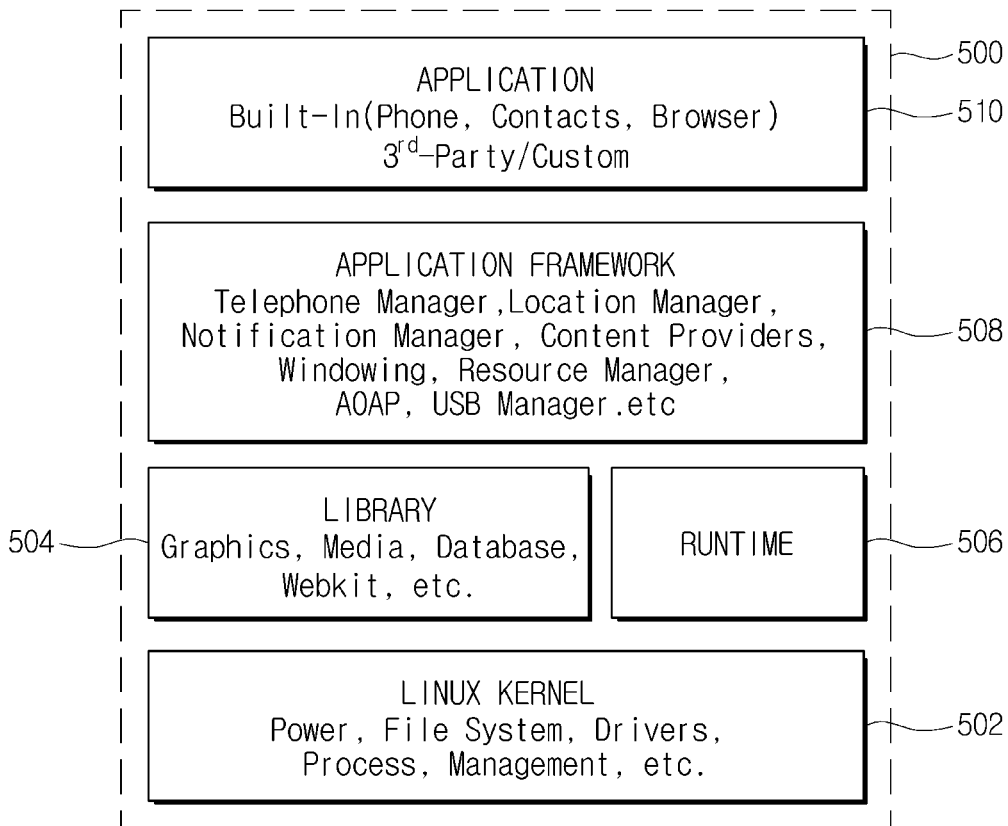 500
APPLICATION
Built-In(Phone, Contacts, Browser)
3rd-Party/Custom
510
APPLICATION FRAMEWORK
Telephone Manager,Location Manager,
Notification Manager, Content Providers,
Windowing, Resource Manager,
AOAP, USB Manager.etc
508
504
LIBRARY
Graphics, Media, Database,
Webkit, etc.
RUNTIME
506
LINUX KERNEL
Power, File System, Drivers,
Process, Management, etc.
502